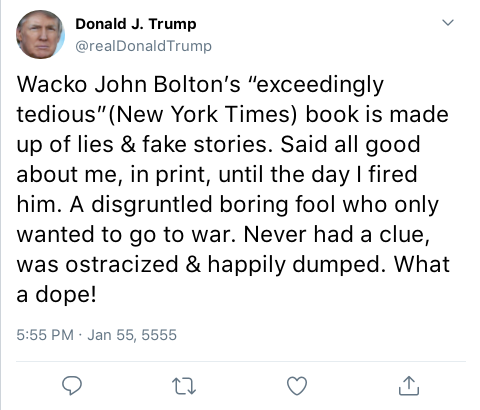 Donald J. Trump
@realDonaldTrump
Wacko John Bolton’s “exceedingly
tedious”(New York Times) book is made
up of lies & fake stories. Said all good
about me, in print, until the day I fired
him. A disgruntled boring fool who only
wanted to go to war. Never had a clue,
was ostracized & happily dumped. What
a dope!
5:55 PM · Jan 55, 5555